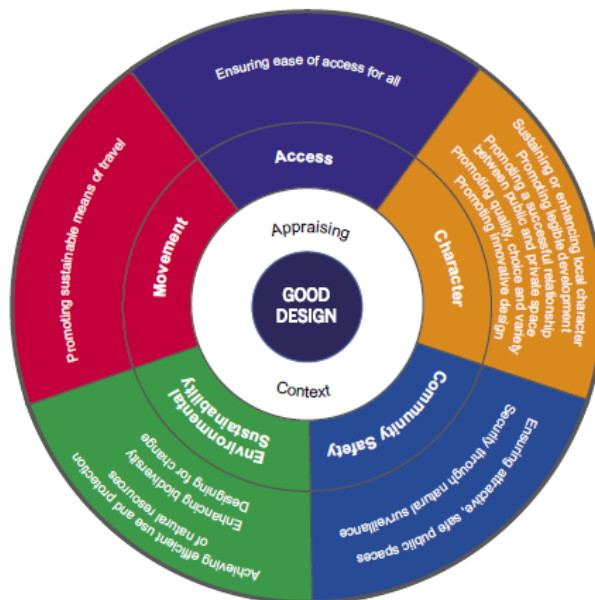 Ensuring ease of access for all
Access
Sustaining or enhancing local character
Promoting legible development
Promoting a successful relationship
between public and private space
Promoting quality, choice and variety
Promoting innovative design
Character
Community Safety
Ensuring attractive, safe public spaces
Security through natural surveillance
Environmental
Sustainability
Achieving efficient use and protection
of natural resources
Enhancing biodiversity
Designing for change
Movement
Promoting sustainable means of travel
Appraising
GOOD
DESIGN
Context